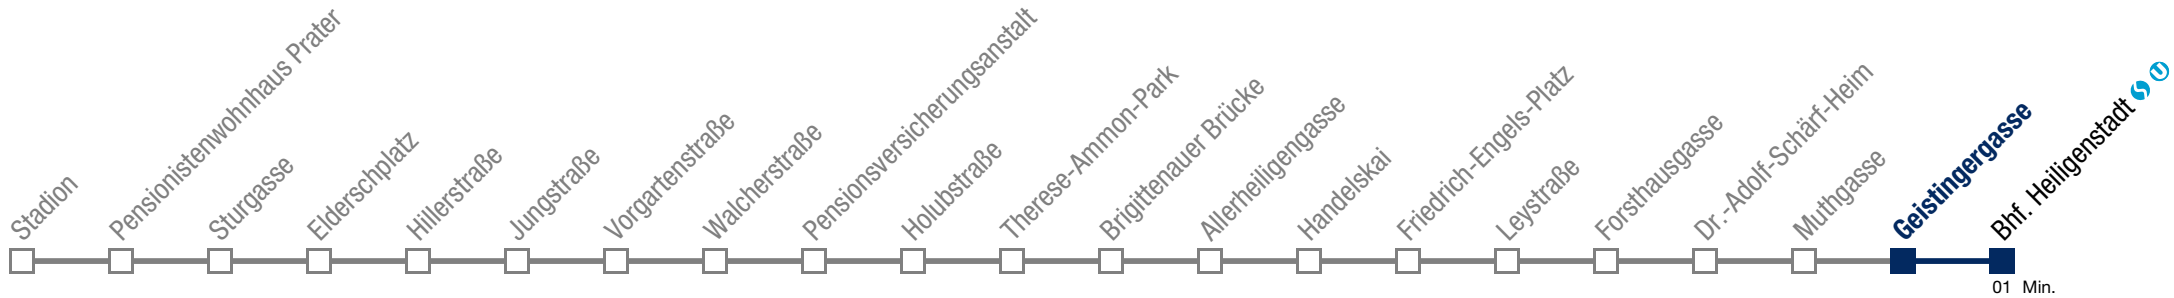 Stadion
Pensionistenwohnhaus Prater
Sturgasse
Elderschplatz
Hillerstraße
Jungstraße
Vorgartenstraße
Walcherstraße
Pensionsversicherungsanstalt
Holubstraße
Therese-Ammon-Park
Brigittenauer Brücke
Allerheiligengasse
Handelskai
Friedrich-Engels-Platz
Leystraße
Forsthausgasse
Dr.-Adolf-Schärf-Heim
Muthgasse
Geistingergasse
Bhf. Heiligenstadt S U
01 Min.